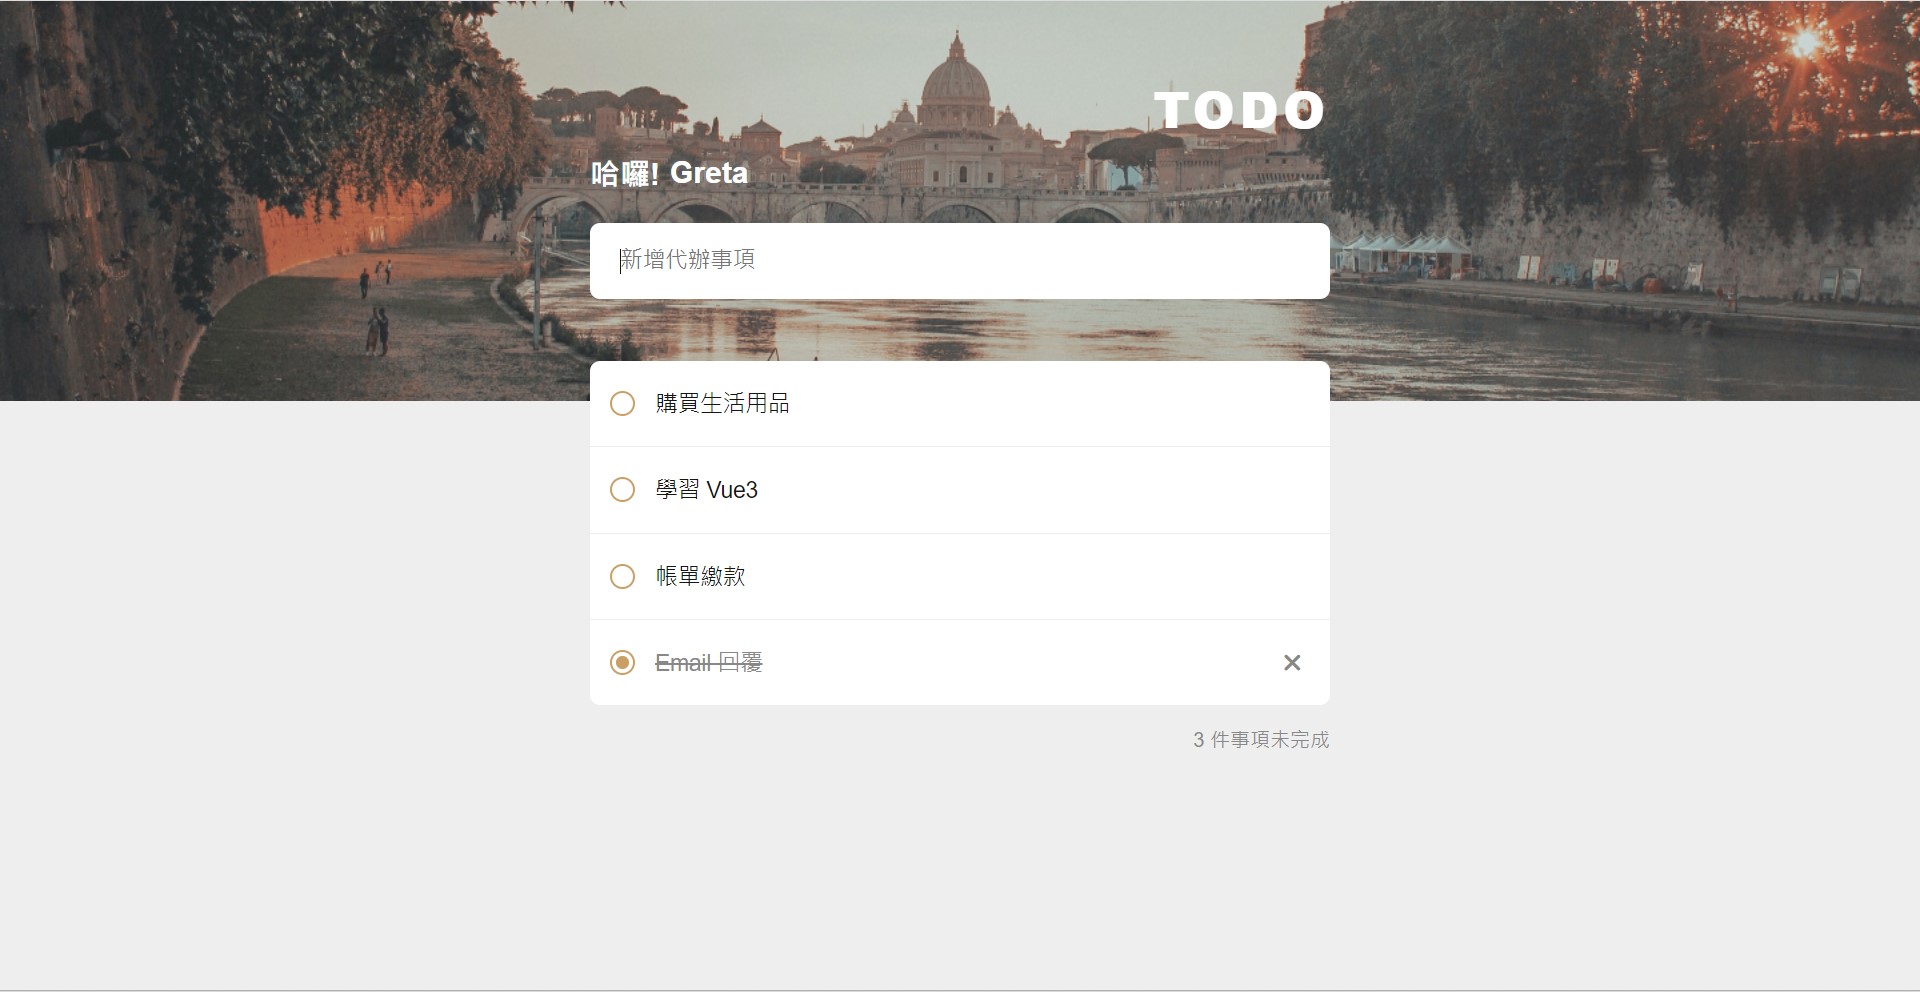 TODO
哈囉! Greta
新增代辦事項
購買生活用品
學習 Vue3
帳單繳款
Email 回覆
3 件事項未完成